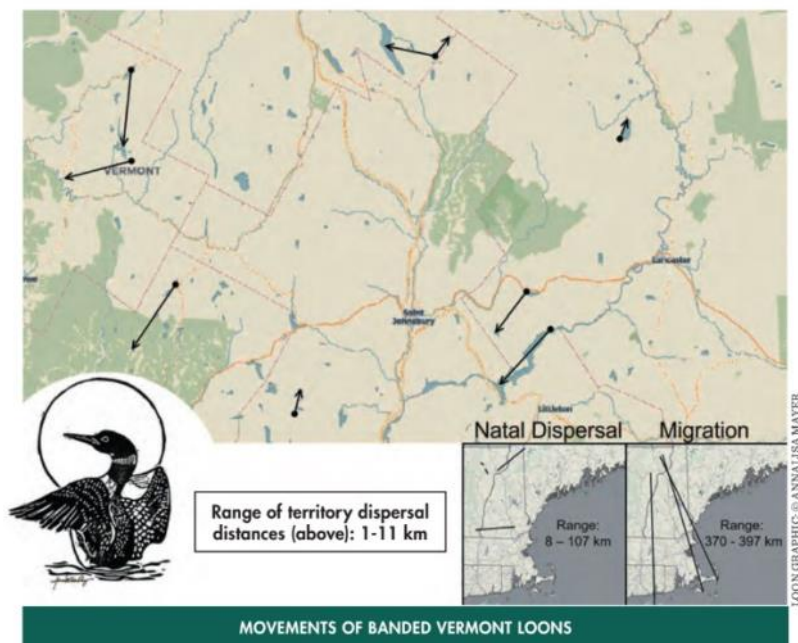 VERMONT
Lancaster
Saint
Johnsbury
Littleton
Natal Dispersal
Migration
Range of territory dispersal
distances (above): 1-11 km
Range:
8 – 107 km
Range:
370 - 397 km
LOON GRAPHIC: © ANNALISA MAYER
MOVEMENTS OF BANDED VERMONT LOONS